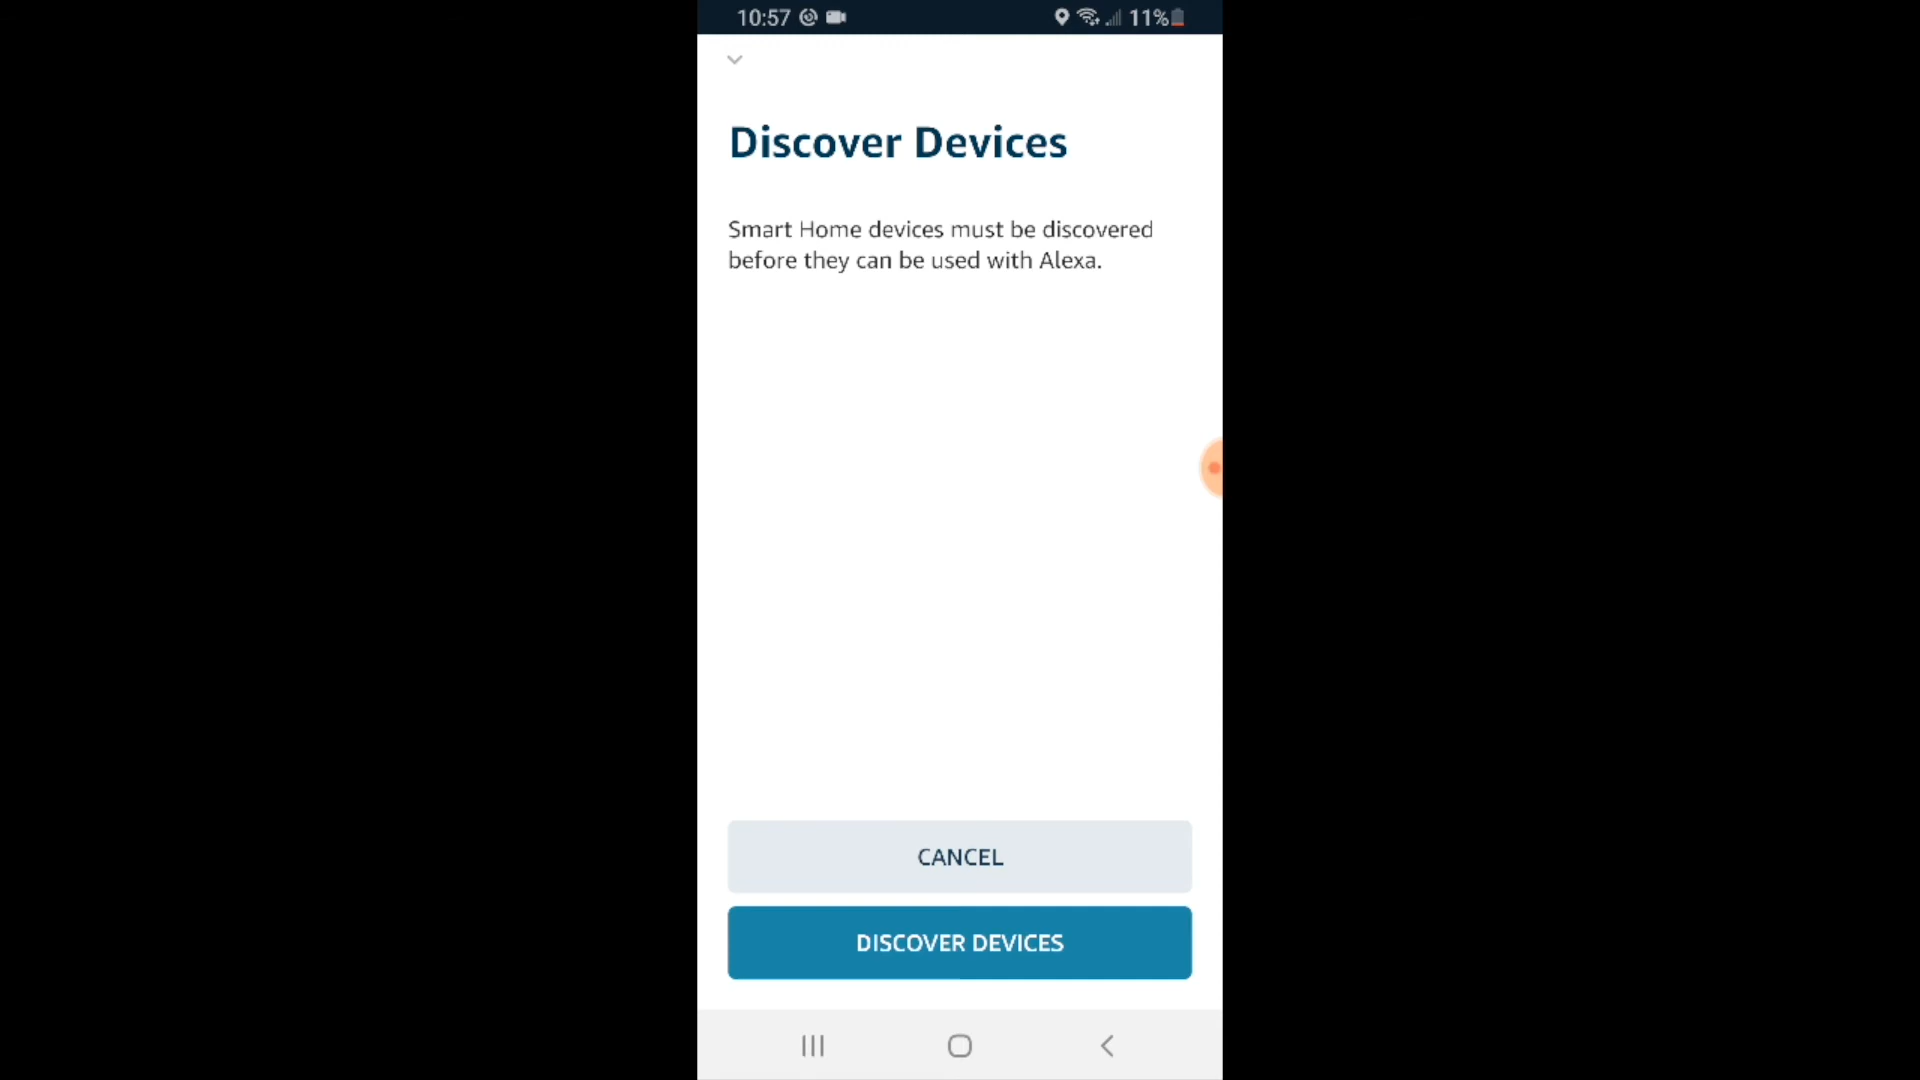 10:57 11%
Discover Devices
Smart Home devices must be discovered
before they can be used with Alexa.
CANCEL
DISCOVER DEVICES